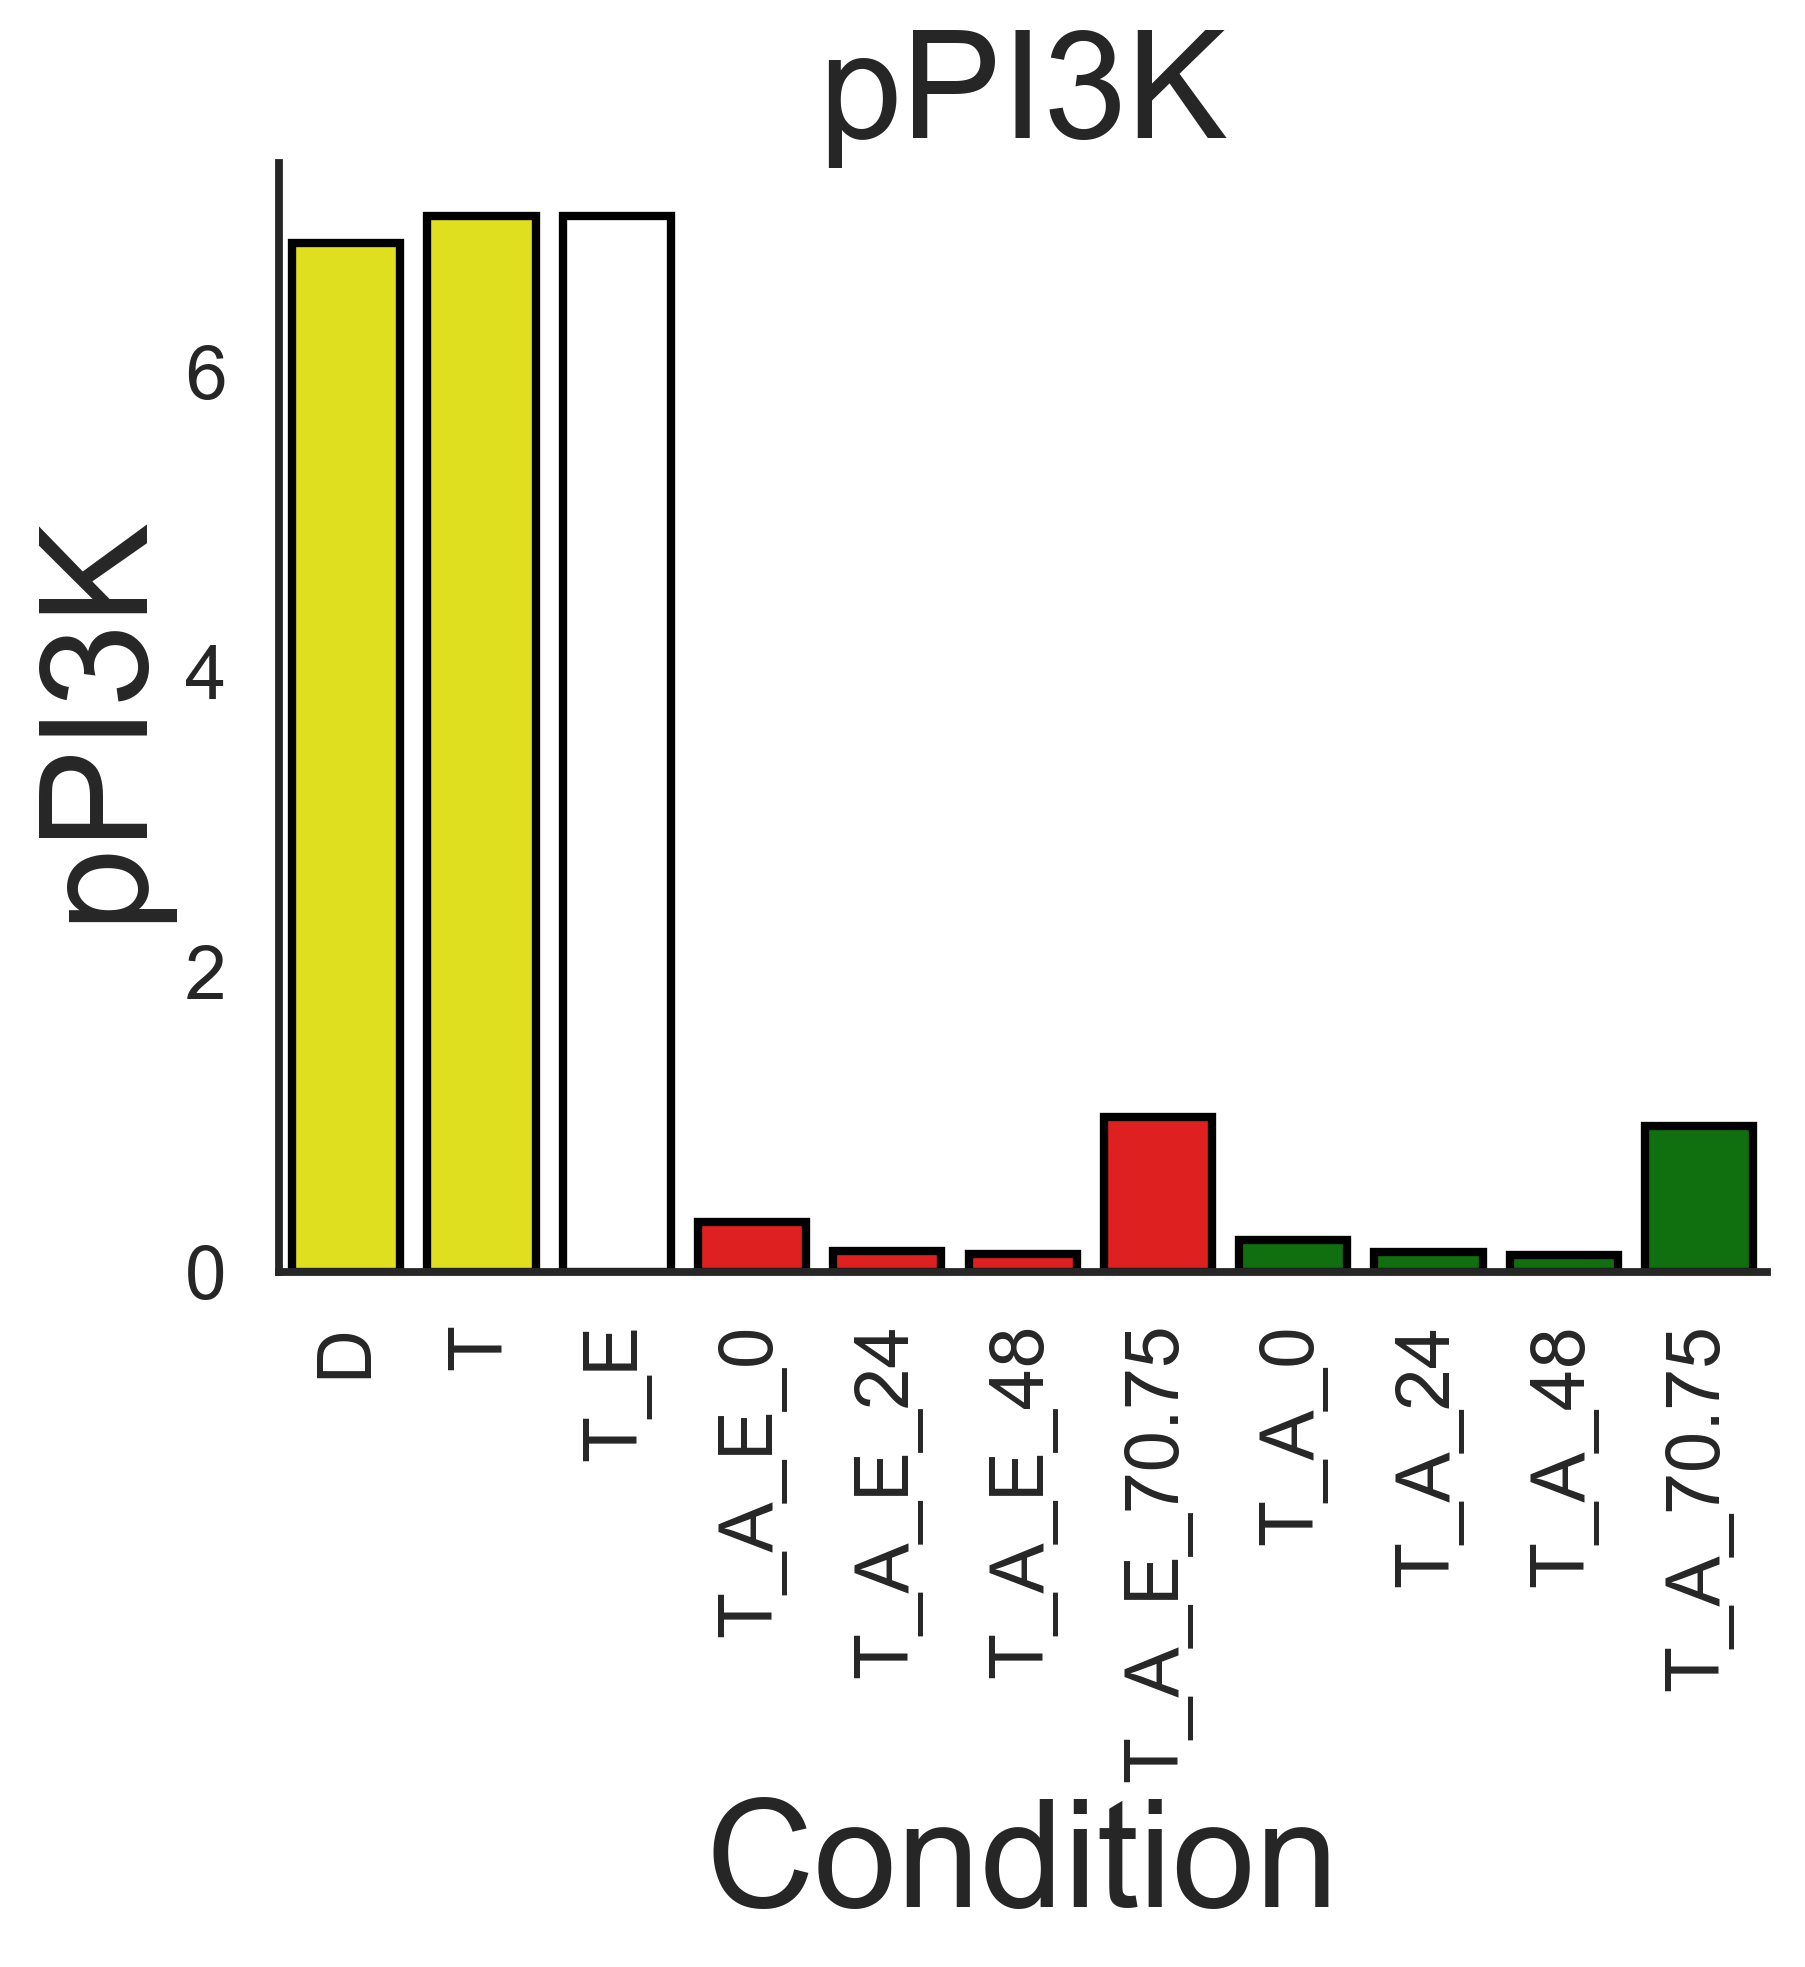 pPI3K
pPI3K
6
4
2
0
D
T
T_E
T_A_E_0
T_A_E_24
T_A_E_48
T_A_E_70.75
T_A_0
T_A_24
T_A_48
T_A_70.75
Condition